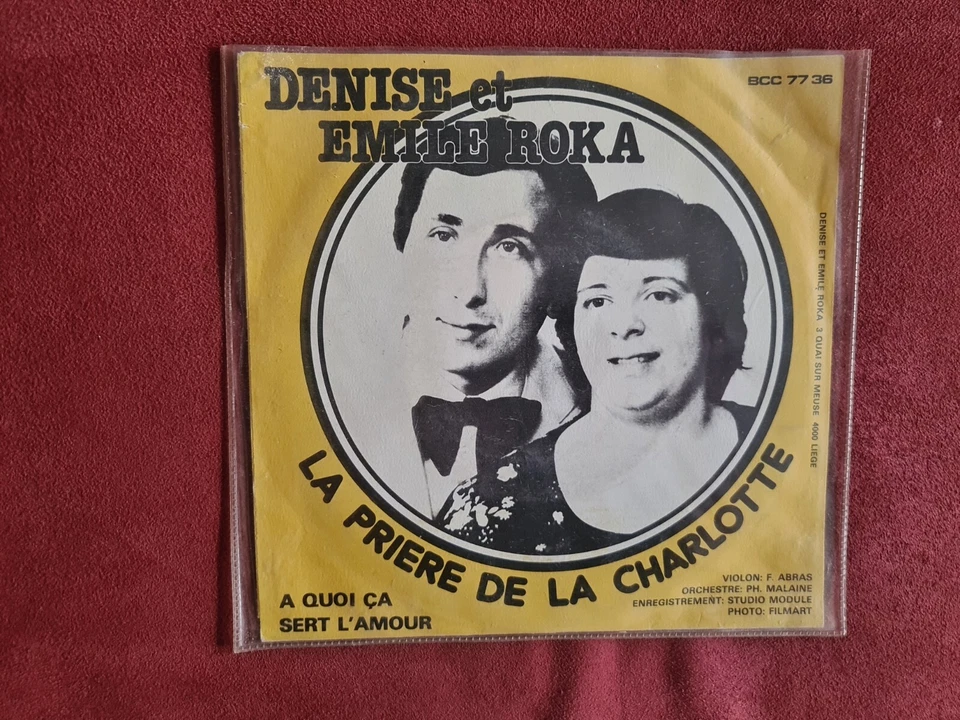 DENISE et
EMILE ROKA
BCC 77 36
DENISE ET EMILE ROKA 3 QUAI SUR MEUSE 4000 LIEGE
LA PRIERE DE LA CHARLOTTE
A QUOI ÇA
SERT L'AMOUR
VIOLON: F. ABRAS
ORCHESTRE: PH. MALAINE
ENREGISTREMENT: STUDIO MODULE
PHOTO: FILMART